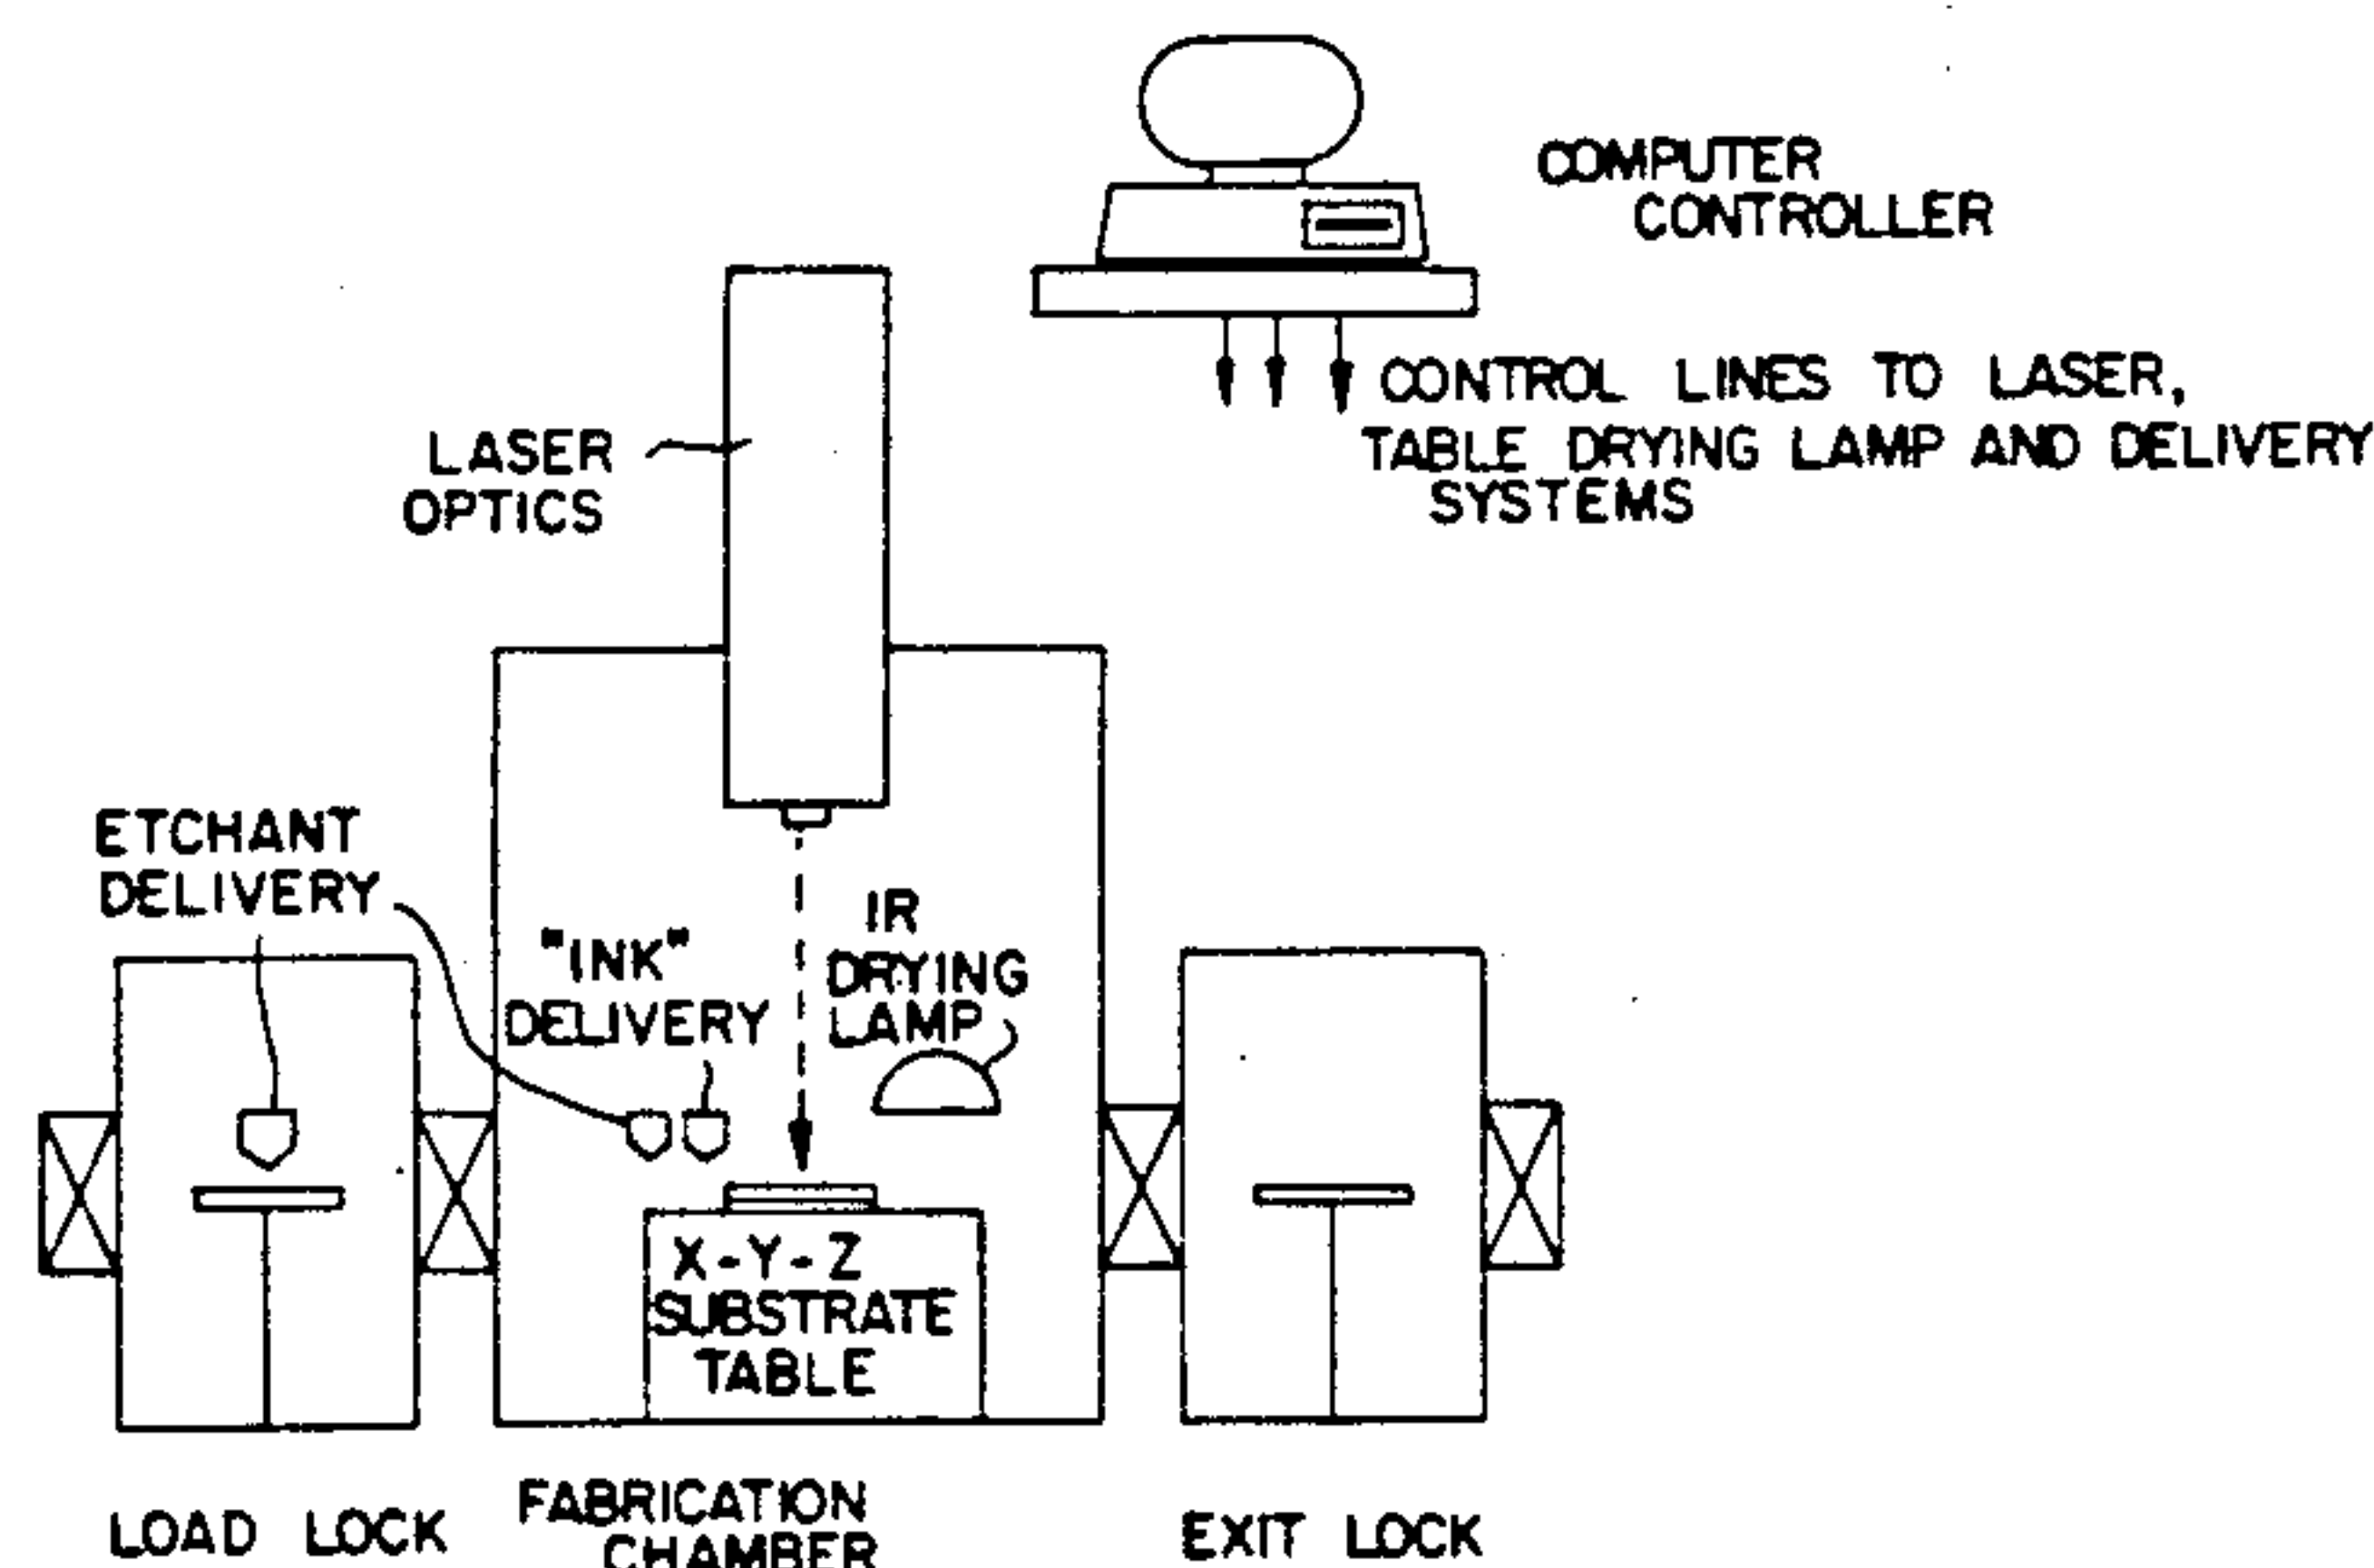 COMPUTER
CONTROLLER
CONTROL LINES TO LASER,
TABLE DRYING LAMP AND DELIVERY
SYSTEMS
LASER
OPTICS
ETCHANT
DELIVERY
"INK"
DELIVERY
IR
DRYING
LAMP
X-Y-Z
SUBSTRATE
TABLE
LOAD LOCK
FABRICATION
CHAMBER
EXIT LOCK